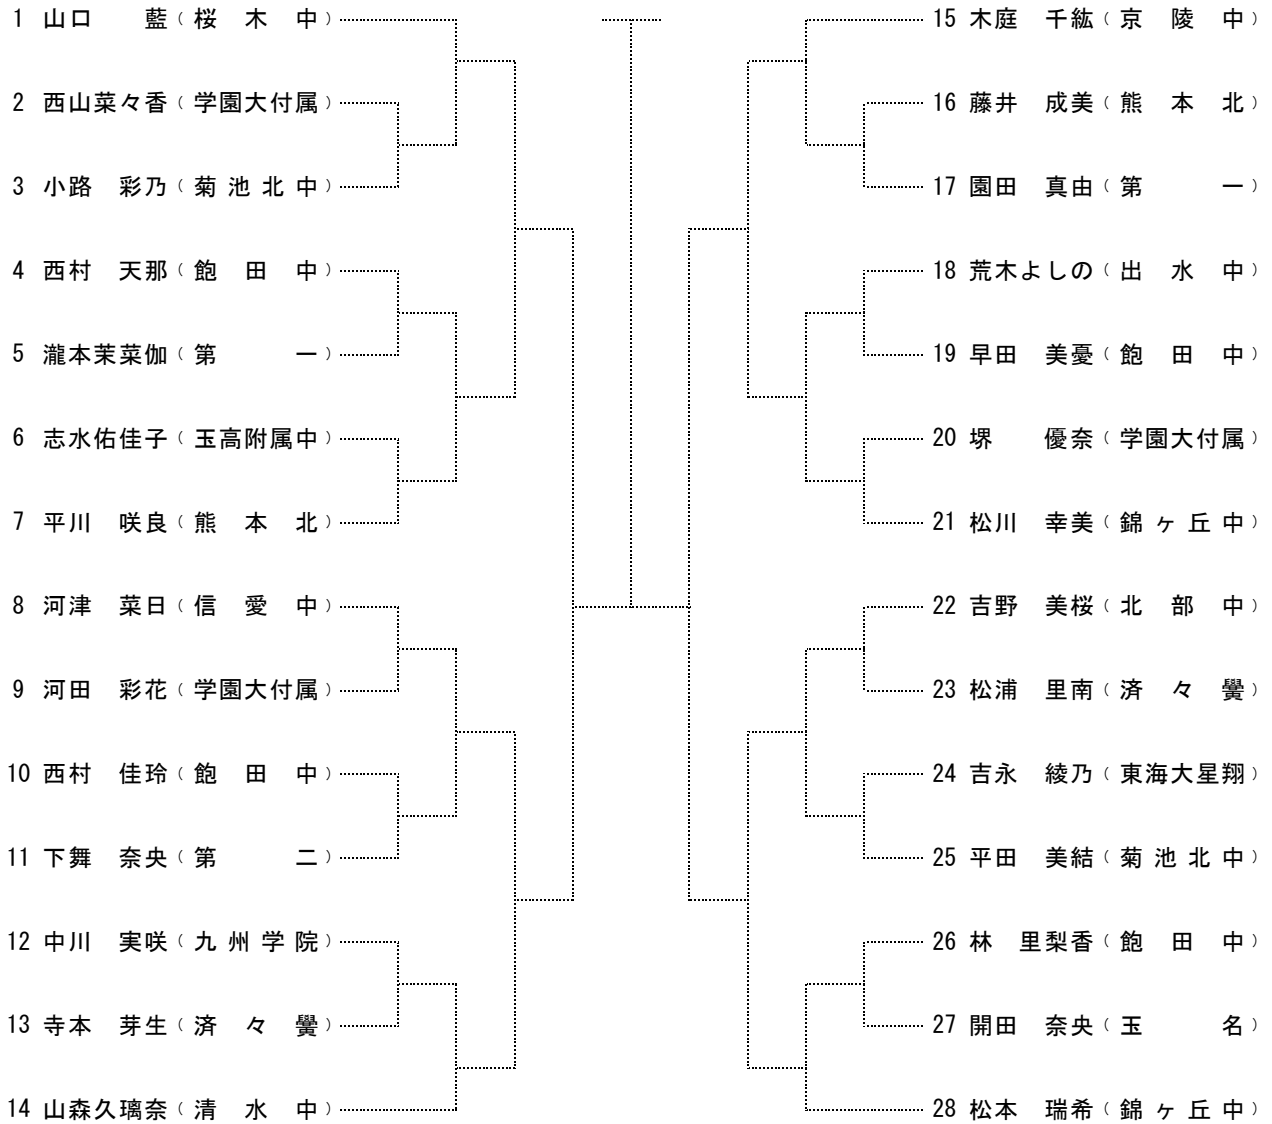 1 山口　　藍（桜　木　中）
2 西山菜々香（学園大付属）
3 小路　彩乃（菊 池 北 中）
4 西村　天那（飽　田　中）
5 瀧本茉菜伽（第　　　一）
6 志水佑佳子（玉高附属中）
7 平川　咲良（熊　本　北）
8 河津　菜日（信　愛　中）
9 河田　彩花（学園大付属）
10 西村　佳玲（飽　田　中）
11 下舞　奈央（第　　　二）
12 中川　実咲（九 州 学 院）
13 寺本　芽生（済　々　黌）
14 山森久璃奈（清　水　中）
15 木庭　千紘（京　陵　中）
16 藤井　成美（熊　本　北）
17 園田　真由（第　　　一）
18 荒木よしの（出　水　中）
19 早田　美憂（飽　田　中）
20 堺　　優奈（学園大付属）
21 松川　幸美（錦 ヶ 丘 中）
22 吉野　美桜（北　部　中）
23 松浦　里南（済　々　黌）
24 吉永　綾乃（東海大星翔）
25 平田　美結（菊 池 北 中）
26 林　里梨香（飽　田　中）
27 開田　奈央（玉　　　名）
28 松本　瑞希（錦 ヶ 丘 中）